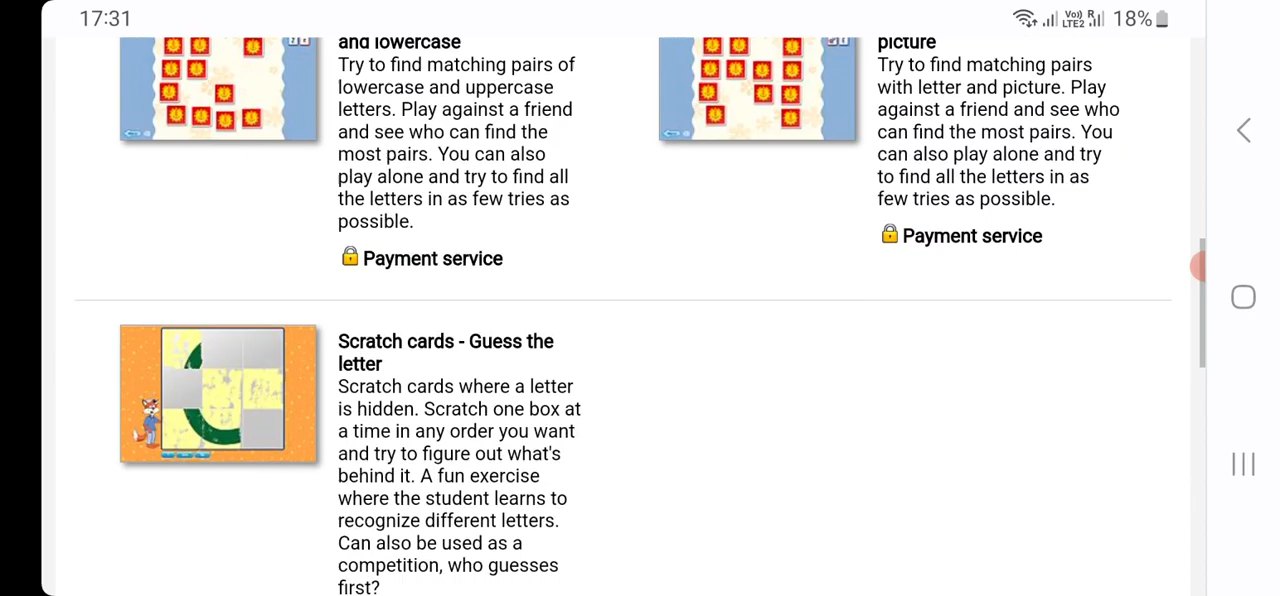 17:31
Vo)) R
LTE2 18%
and lowercase
Try to find matching pairs of
lowercase and uppercase
letters. Play against a friend
and see who can find the
most pairs. You can also
play alone and try to find all
the letters in as few tries as
possible.
Payment service
picture
Try to find matching pairs
with letter and picture. Play
against a friend and see who
can find the most pairs. You
can also play alone and try
to find all the letters in as
few tries as possible.
Payment service
Scratch cards - Guess the
letter
Scratch cards where a letter
is hidden. Scratch one box at
a time in any order you want
and try to figure out what's
behind it. A fun exercise
where the student learns to
recognize different letters.
Can also be used as a
competition, who guesses
first?